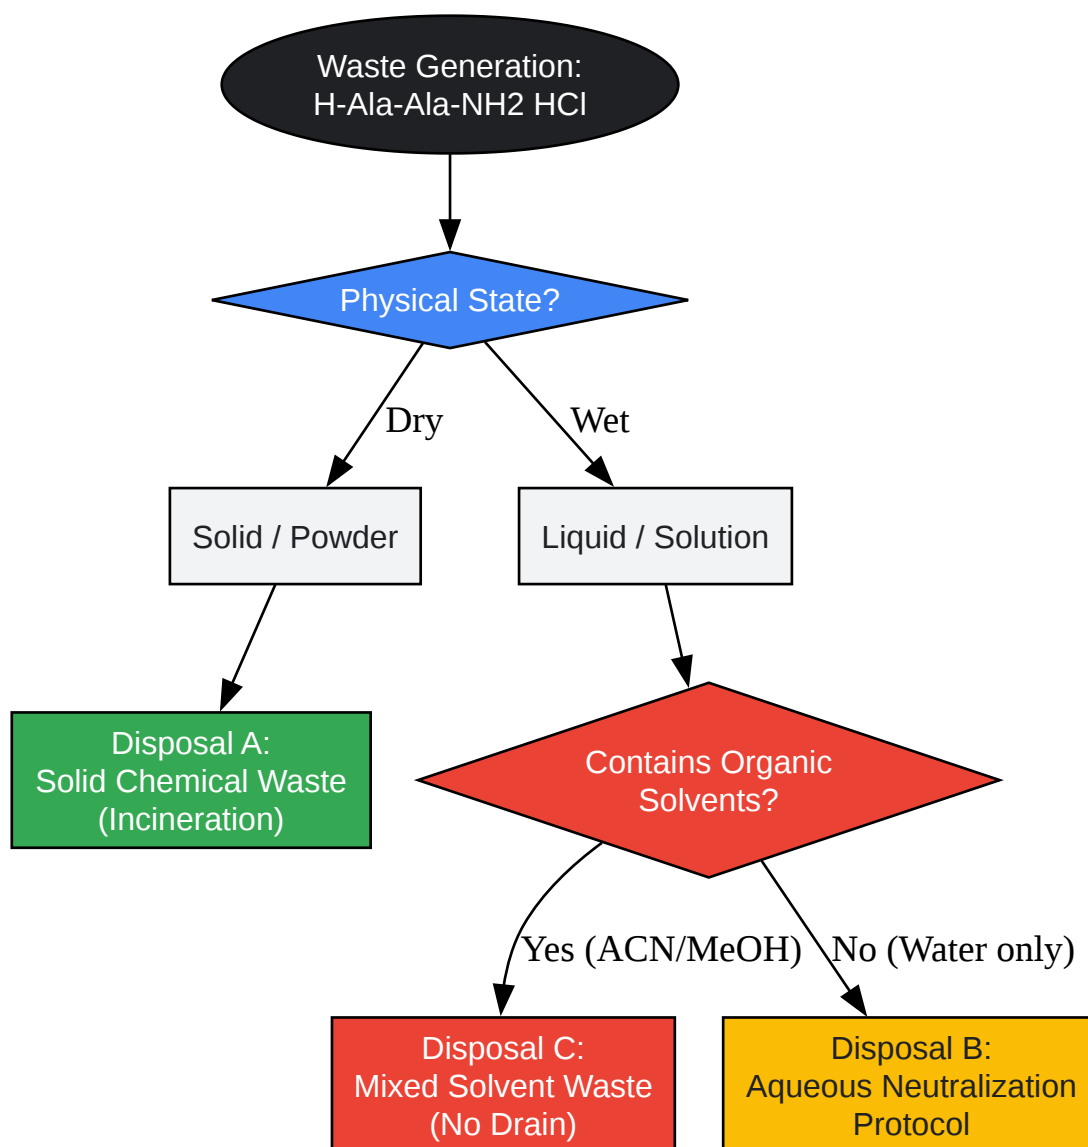 Waste Generation:
H-Ala-Ala-NH2 HCl
Physical State?
Dry
Wet
Solid / Powder
Liquid / Solution
Disposal A:
Solid Chemical Waste
(Incineration)
Contains Organic
Solvents?
Yes (ACN/MeOH)
No (Water only)
Disposal C:
Mixed Solvent Waste
(No Drain)
Disposal B:
Aqueous Neutralization
Protocol